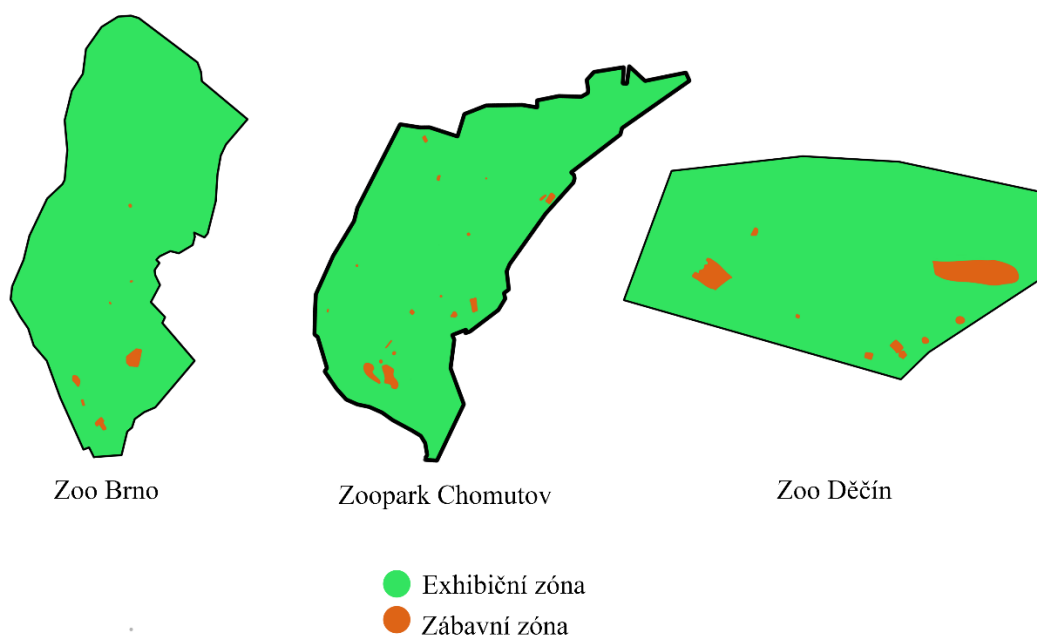 Zoo Brno
Zoopark Chomutov
Zoo Děčín
Exhibiční zóna
Zábavní zóna